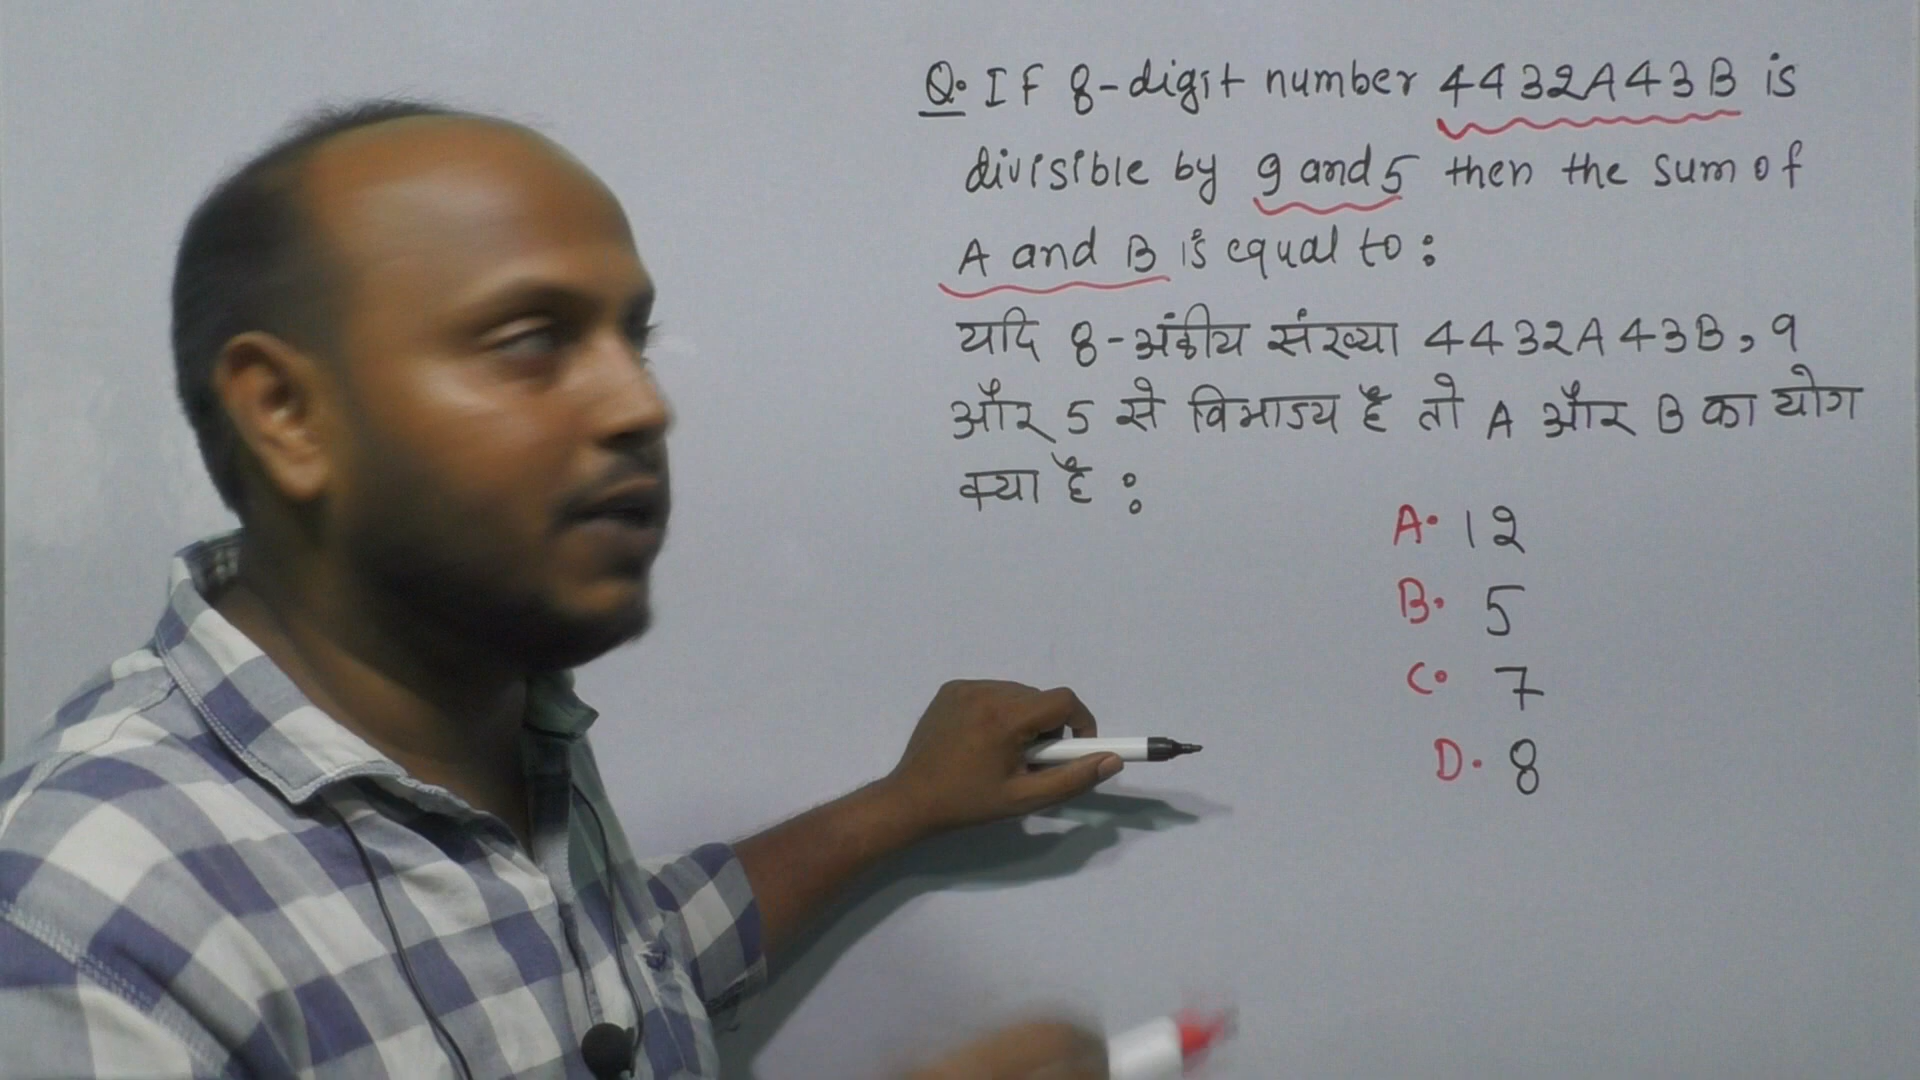 Q. IF 8-digit number 4432A43B is
divisible by 9 and 5 then the sum of
A and B is equal to :
यदि 8-अंकीय संख्या 4432A43B, 9
और 5 से विभाज्य है तो A और B का योग
क्या है :
A. 12
B. 5
C. 7
D. 8